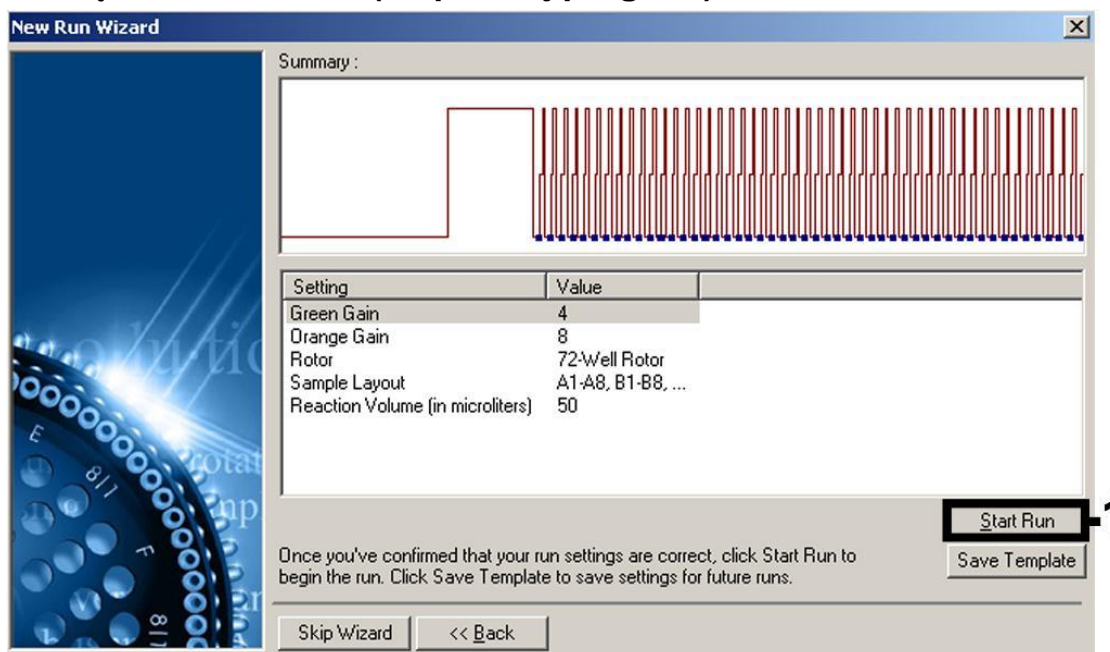 New Run Wizard
Summary :
Setting Value
Green Gain 4
Orange Gain 8
Rotor 72-Well Rotor
Sample Layout A1-A8, B1-B8, ...
Reaction Volume (in microliters) 50
Start Run
Once you've confirmed that your run settings are correct, click Start Run to
begin the run. Click Save Template to save settings for future runs.
Save Template
Skip Wizard << Back
E
8/1
F
8/1